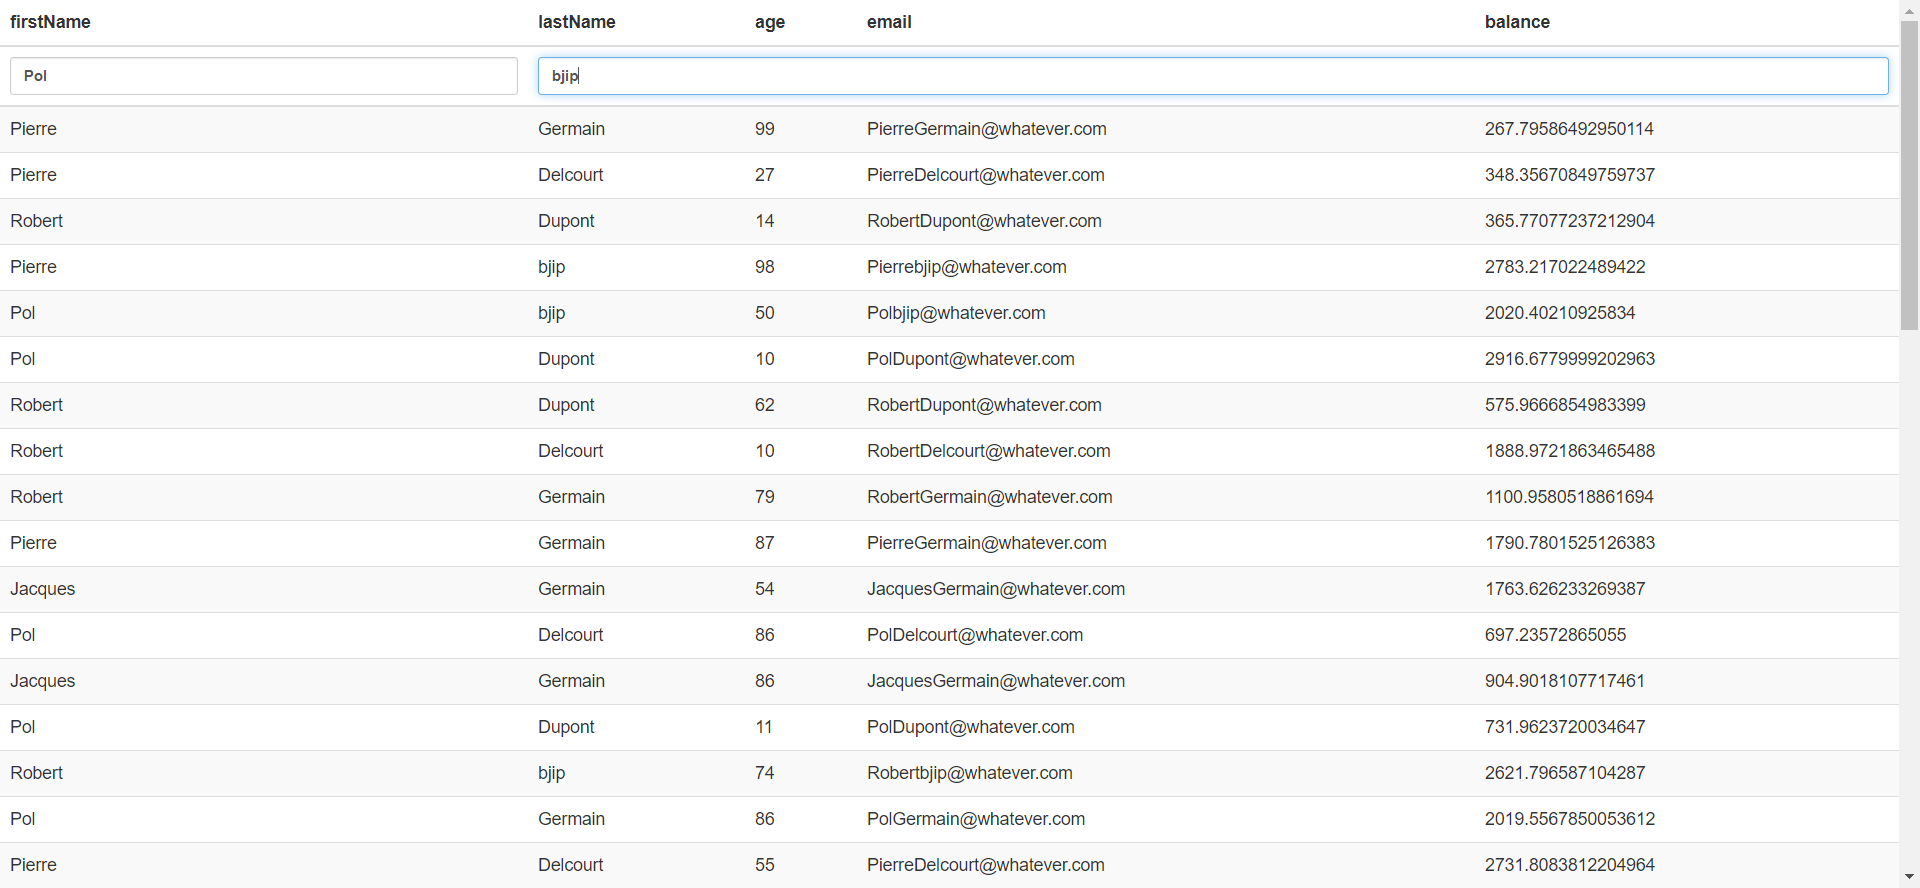 firstName lastName age email balance
Pol bjip
Pierre Germain 99 PierreGermain@whatever.com 267.79586492950114
Pierre Delcourt 27 PierreDelcourt@whatever.com 348.35670849759737
Robert Dupont 14 RobertDupont@whatever.com 365.77077237212904
Pierre bjip 98 Pierrebjip@whatever.com 2783.217022489422
Pol bjip 50 Polbjip@whatever.com 2020.40210925834
Pol Dupont 10 PolDupont@whatever.com 2916.6779999202963
Robert Dupont 62 RobertDupont@whatever.com 575.9666854983399
Robert Delcourt 10 RobertDelcourt@whatever.com 1888.9721863465488
Robert Germain 79 RobertGermain@whatever.com 1100.9580518861694
Pierre Germain 87 PierreGermain@whatever.com 1790.7801525126383
Jacques Germain 54 JacquesGermain@whatever.com 1763.626233269387
Pol Delcourt 86 PolDelcourt@whatever.com 697.23572865055
Jacques Germain 86 JacquesGermain@whatever.com 904.9018107717461
Pol Dupont 11 PolDupont@whatever.com 731.9623720034647
Robert bjip 74 Robertbjip@whatever.com 2621.796587104287
Pol Germain 86 PolGermain@whatever.com 2019.5567850053612
Pierre Delcourt 55 PierreDelcourt@whatever.com 2731.8083812204964